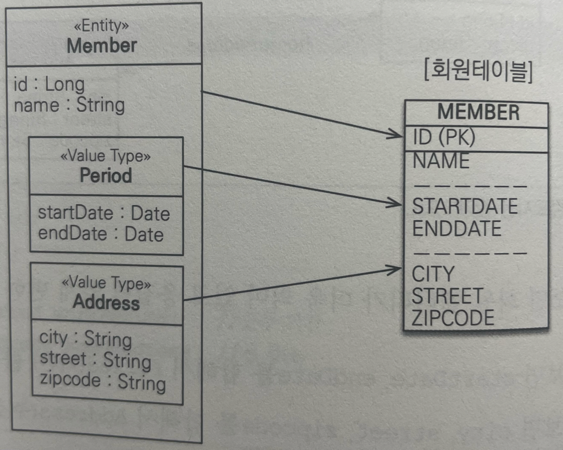 «Entity»
Member
id : Long
name : String
«Value Type»
Period
startDate : Date
endDate : Date
«Value Type»
Address
city : String
street : String
zipcode : String
[회원테이블]
MEMBER
ID (PK)
NAME
STARTDATE
ENDDATE
CITY
STREET
ZIPCODE